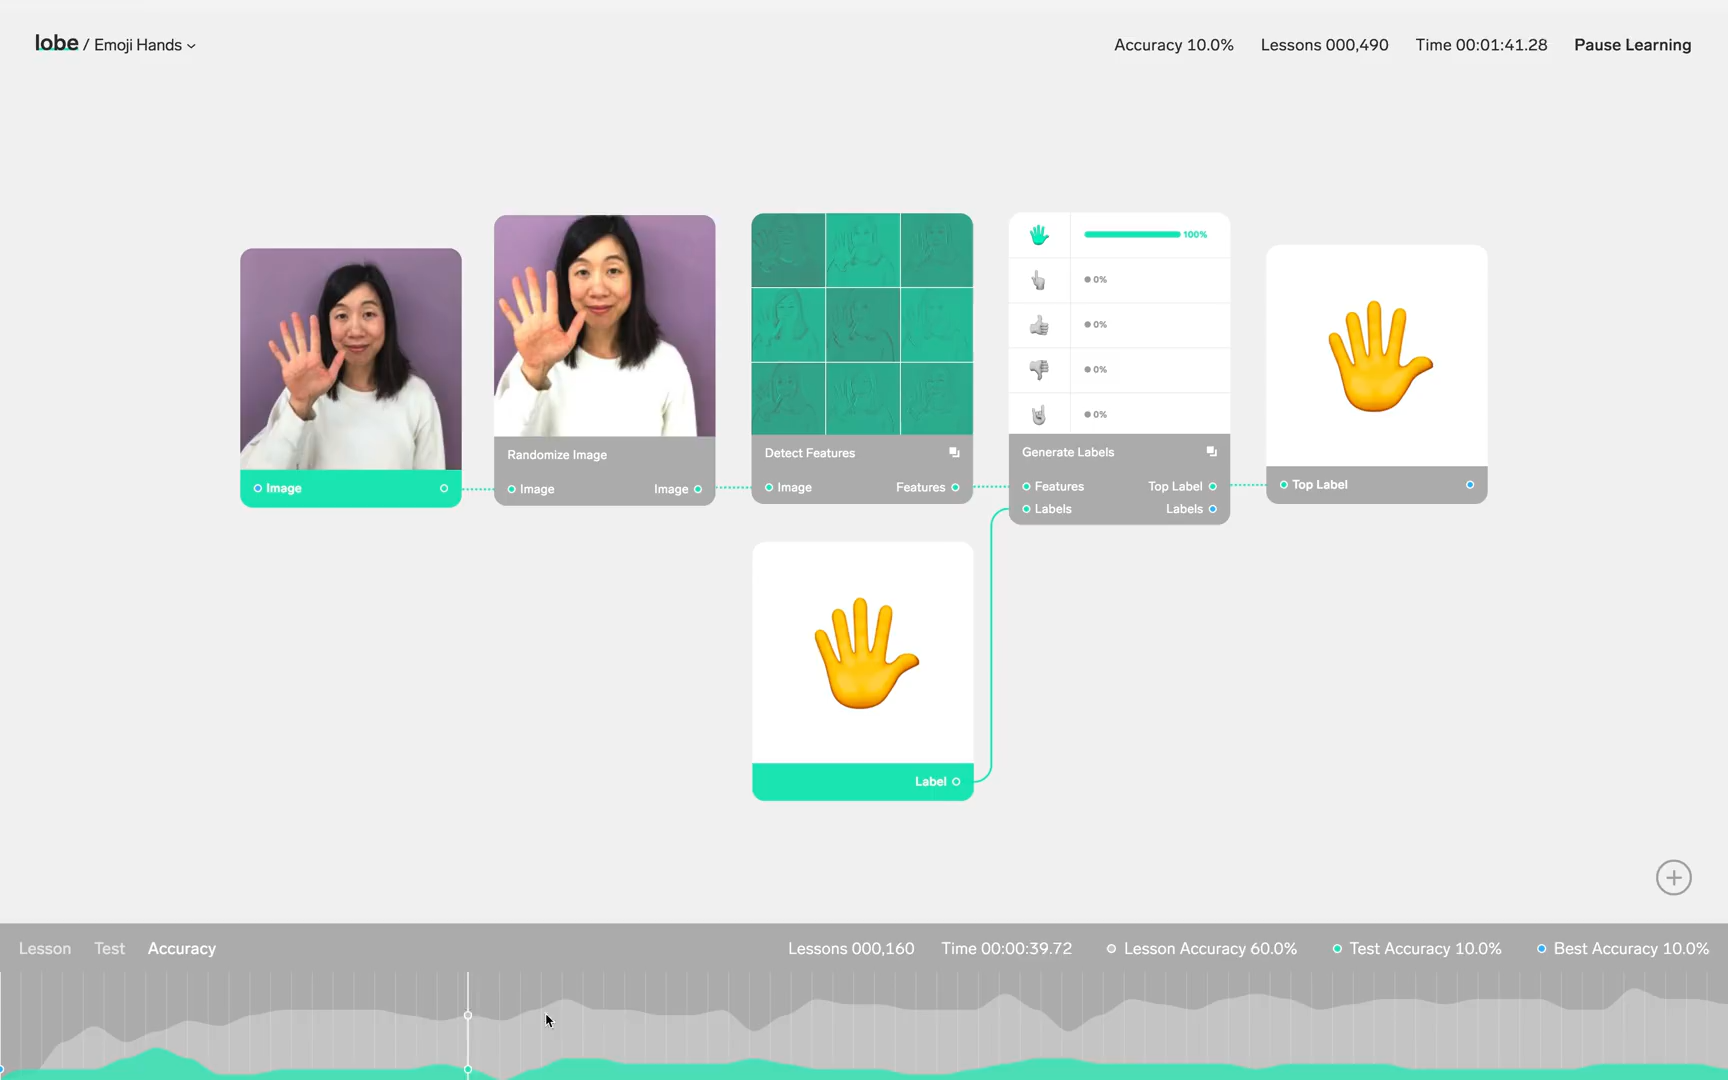 lobe / Emoji Hands
Accuracy 10.0% Lessons 000,490 Time 00:01:41.28 Pause Learning
100%
0%
0%
0%
0%
Image
Randomize Image
Image Image
Detect Features
Image Features
Generate Labels
Features Top Label
Labels Labels
Top Label
Label
Lesson Test Accuracy
Lessons 000,160 Time 00:00:39.72 Lesson Accuracy 60.0% Test Accuracy 10.0% Best Accuracy 10.0%